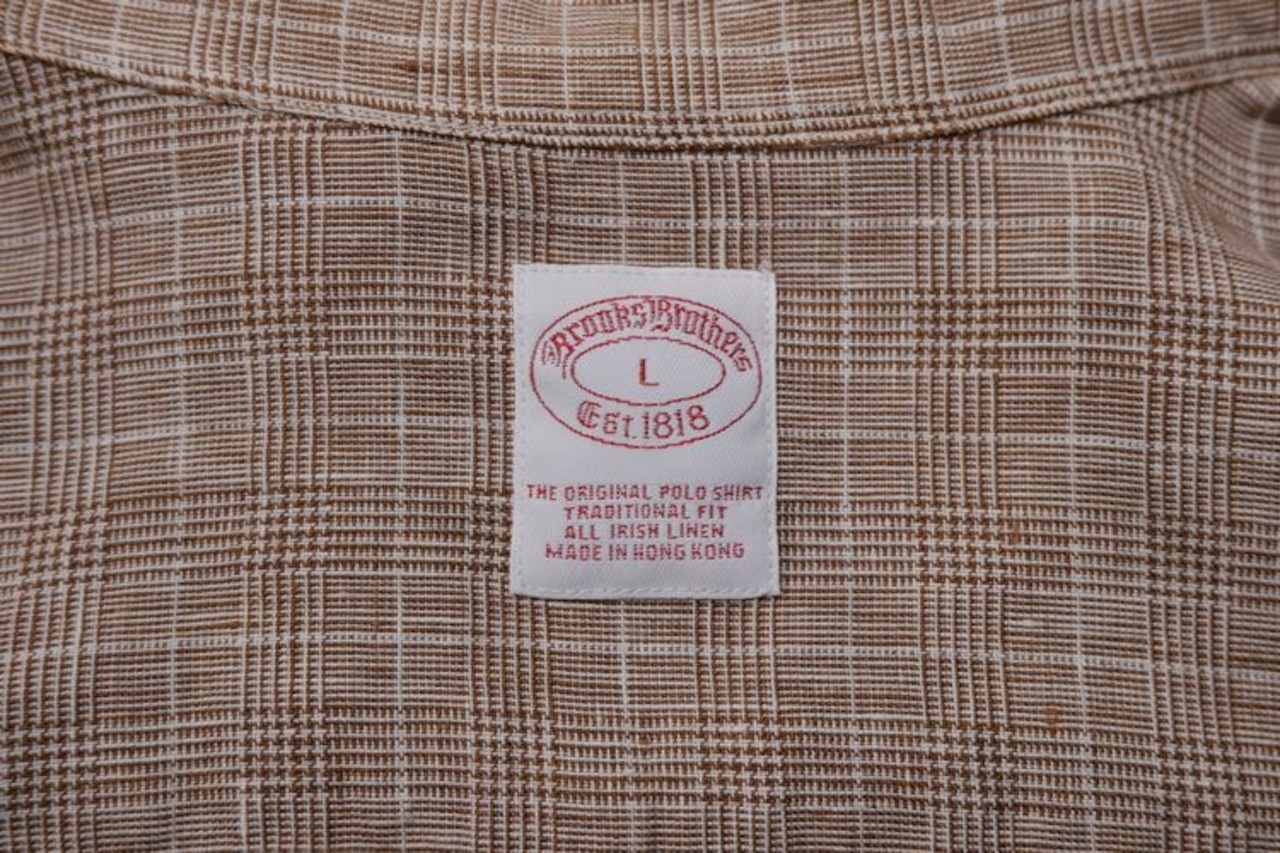 Brooks Brothers
L
Est. 1818
THE ORIGINAL POLO SHIRT
TRADITIONAL FIT
ALL IRISH LINEN
MADE IN HONG KONG